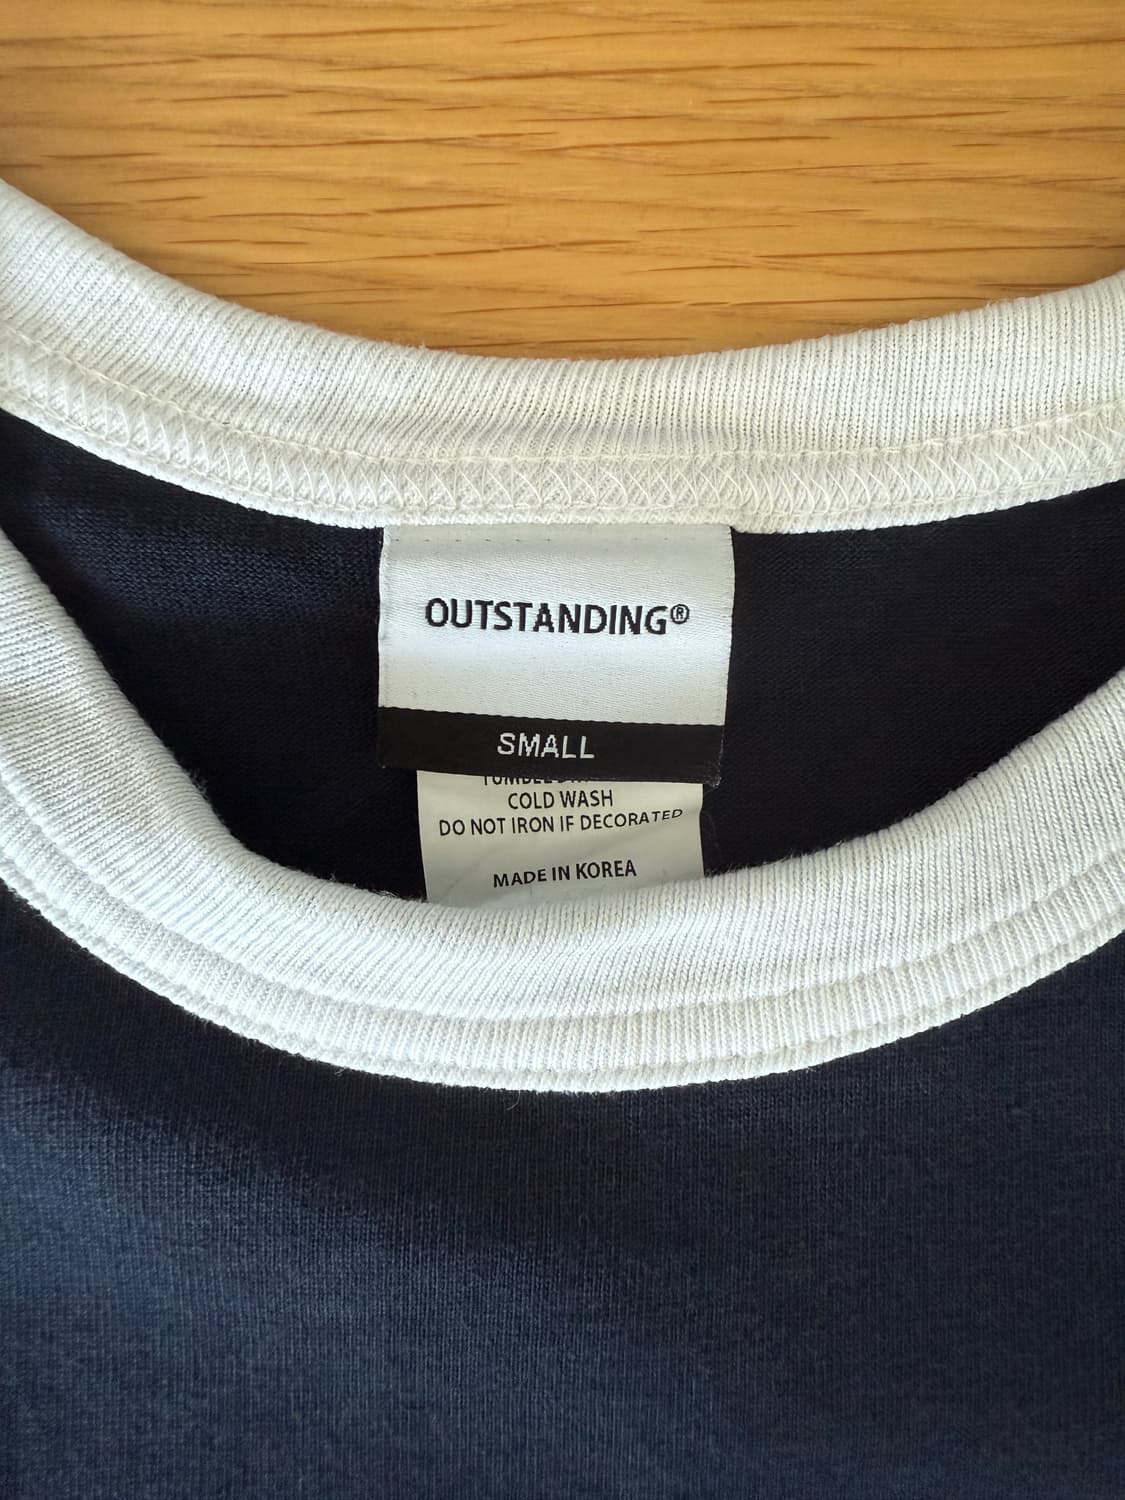 OUTSTANDING®
SMALL
COLD WASH
DO NOT IRON IF DECORATED
MADE IN KOREA